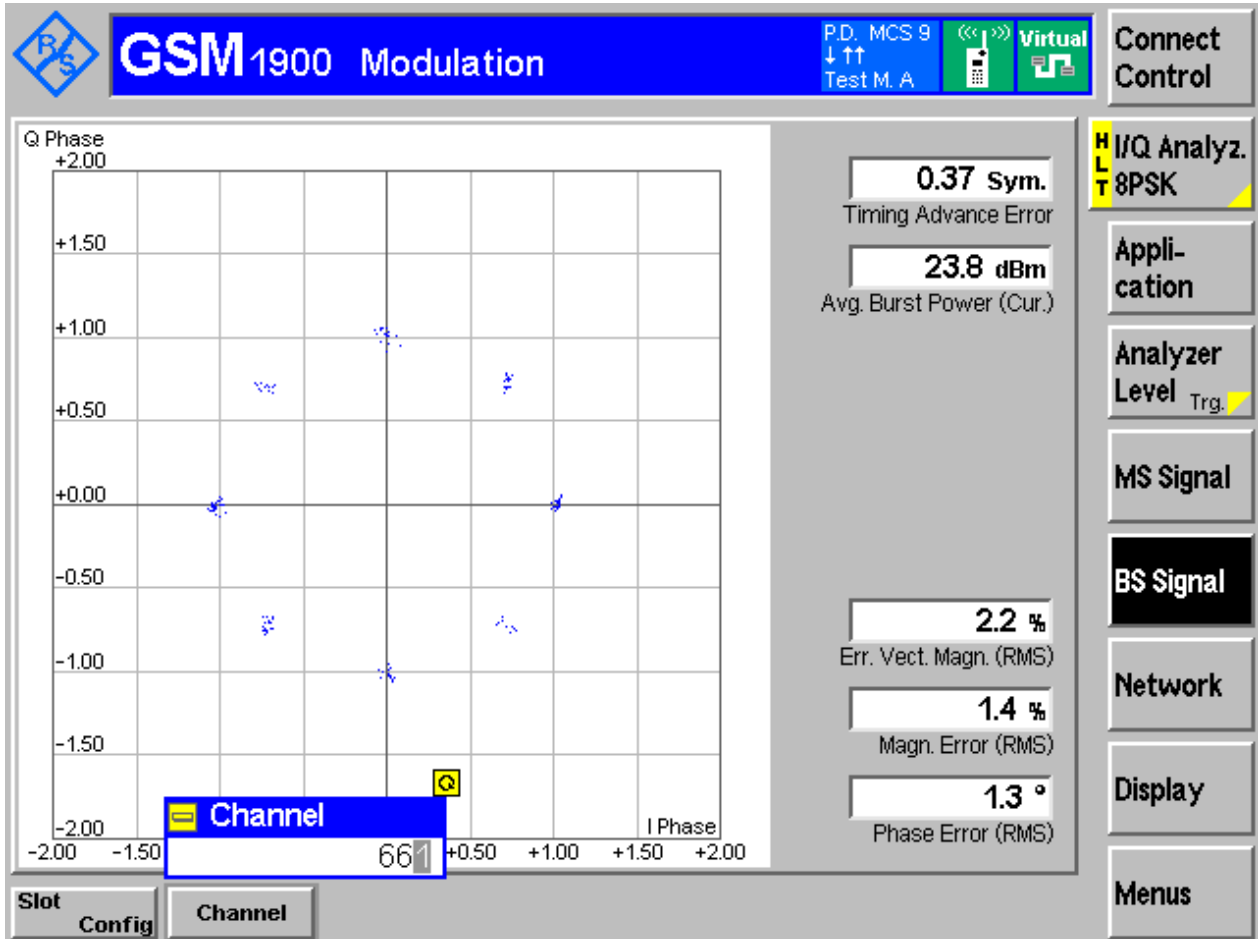 R/S
GSM 1900 Modulation
P.D. MCS 9
↓ ↑↑
Test M. A
Virtual
Connect
Control
Q Phase
+2.00
+1.50
+1.00
+0.50
+0.00
-0.50
-1.00
-1.50
-2.00
I Phase
-2.00 -1.50 +0.50 +1.00 +1.50 +2.00
Q
Channel
661
0.37 Sym.
Timing Advance Error
23.8 dBm
Avg. Burst Power (Cur.)
2.2 %
Err. Vect. Magn. (RMS)
1.4 %
Magn. Error (RMS)
1.3 °
Phase Error (RMS)
HLT
I/Q Analyz.
8PSK
Appli-
cation
Analyzer
Level Trg.
MS Signal
BS Signal
Network
Display
Menus
Slot
Config
Channel